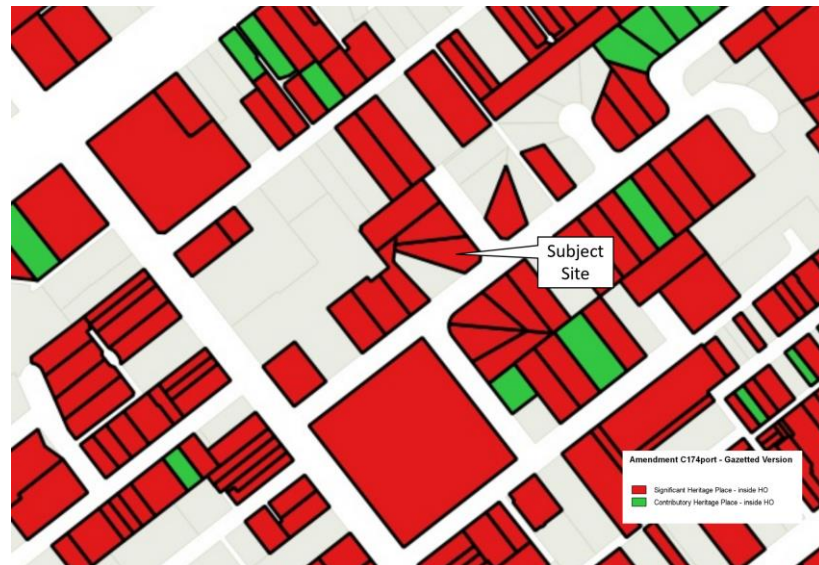 Subject
Site
Amendment C174port - Gazetted Version
Significant Heritage Place - inside HO
Contributory Heritage Place - inside HO